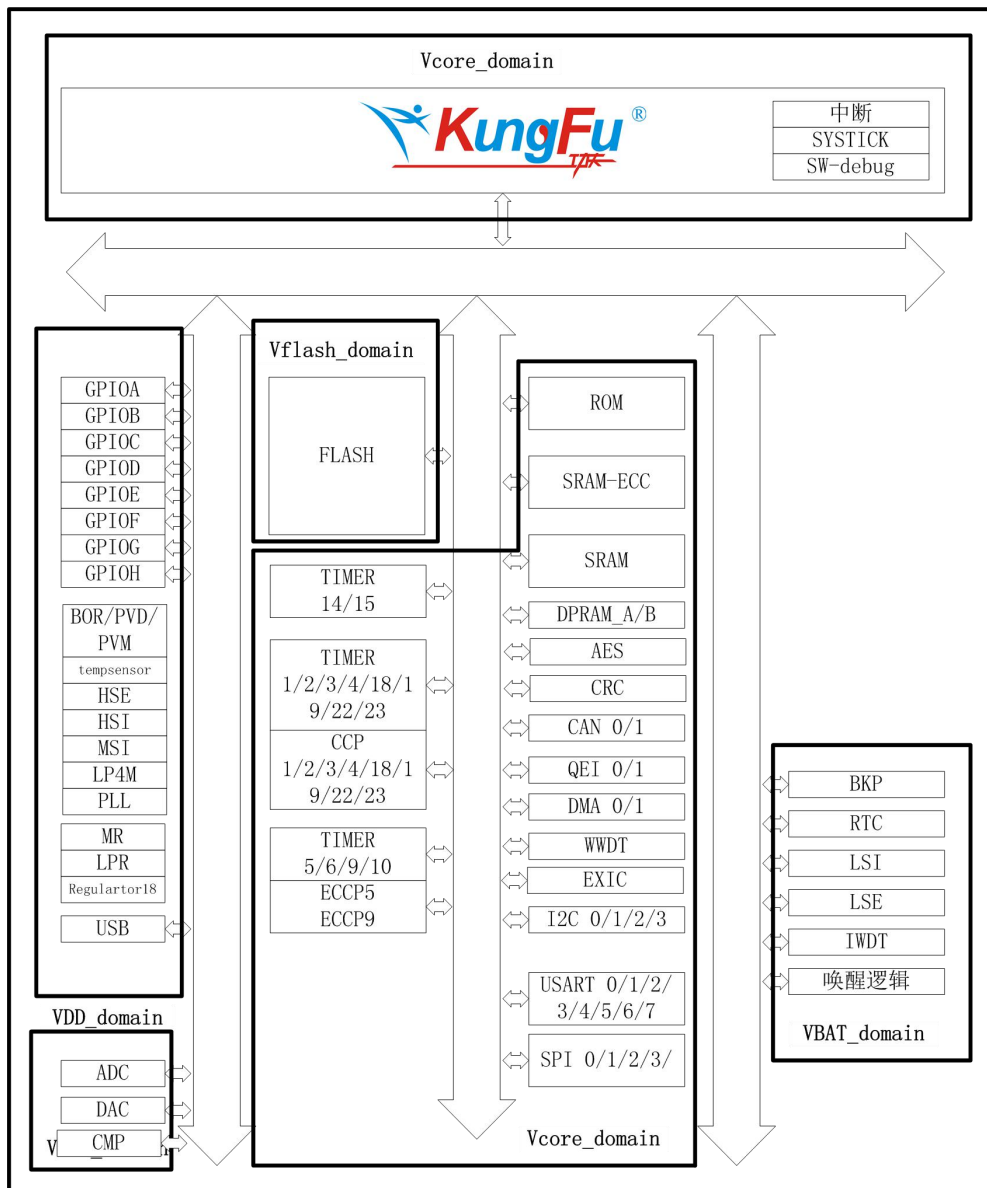 Vcore_domain
KungFu®
中断
SYSTICK
SW-debug
Vflash_domain
FLASH
GPIOA
GPIOB
GPIOC
GPIOD
GPIOE
GPIOF
GPIOG
GPIOH
BOR/PVD/
PVM
tempsensor
HSE
HSI
MSI
LP4M
PLL
MR
LPR
Regulartor18
USB
VDD_domain
ADC
DAC
CMP
TIMER
14/15
TIMER
1/2/3/4/18/1
9/22/23
CCP
1/2/3/4/18/1
9/22/23
TIMER
5/6/9/10
ECCP5
ECCP9
ROM
SRAM-ECC
SRAM
DPRAM_A/B
AES
CRC
CAN 0/1
QEI 0/1
DMA 0/1
WWDT
EXIC
I2C 0/1/2/3
USART 0/1/2/
3/4/5/6/7
SPI 0/1/2/3/
Vcore_domain
BKP
RTC
LSI
LSE
IWDT
唤醒逻辑
VBAT_domain